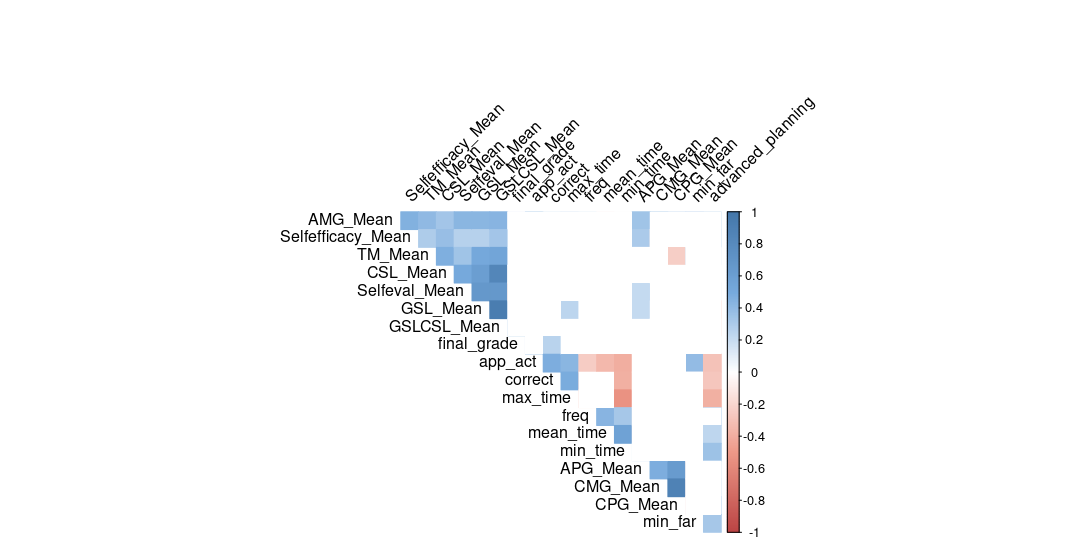 Selfefficacy_Mean
TM_Mean
CSL_Mean
Selfeval_Mean
GSL_Mean
GSLCSL_Mean
final_grade
app_act
correct
max_time
freq
mean_time
min_time
APG_Mean
CMG_Mean
CPG_Mean
min_far
advanced_planning
AMG_Mean
Selfefficacy_Mean
TM_Mean
CSL_Mean
Selfeval_Mean
GSL_Mean
GSLCSL_Mean
final_grade
app_act
correct
max_time
freq
mean_time
min_time
APG_Mean
CMG_Mean
CPG_Mean
min_far
1
0.8
0.6
0.4
0.2
0
-0.2
-0.4
-0.6
-0.8
-1